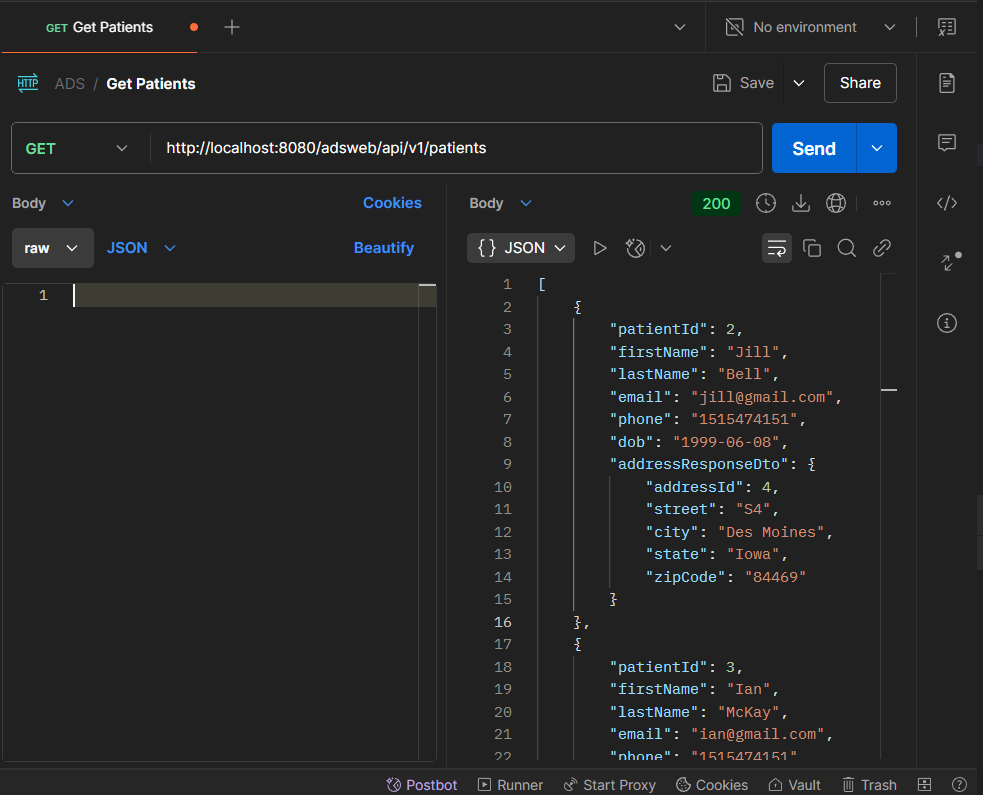 GET Get Patients
No environment
HTTP ADS / Get Patients
Save
Share
GET
http://localhost:8080/adsweb/api/v1/patients
Send
Body
Cookies
Body
200
raw
JSON
Beautify
{} JSON
1
1 [
2 {
3 "patientId": 2,
4 "firstName": "Jill",
5 "lastName": "Bell",
6 "email": "jill@gmail.com",
7 "phone": "1515474151",
8 "dob": "1999-06-08",
9 "addressResponseDto": {
10 "addressId": 4,
11 "street": "S4",
12 "city": "Des Moines",
13 "state": "Iowa",
14 "zipCode": "84469"
15 }
16 },
17 {
18 "patientId": 3,
19 "firstName": "Ian",
20 "lastName": "McKay",
21 "email": "ian@gmail.com",
22 "phone": "1515474151"
Postbot
Runner
Start Proxy
Cookies
Vault
Trash